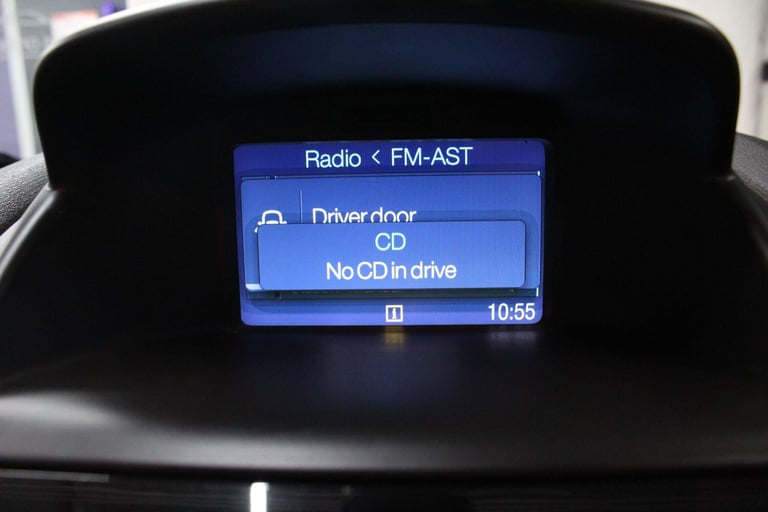 Radio < FM-AST
Driver door
CD
No CD in drive
i
10:55